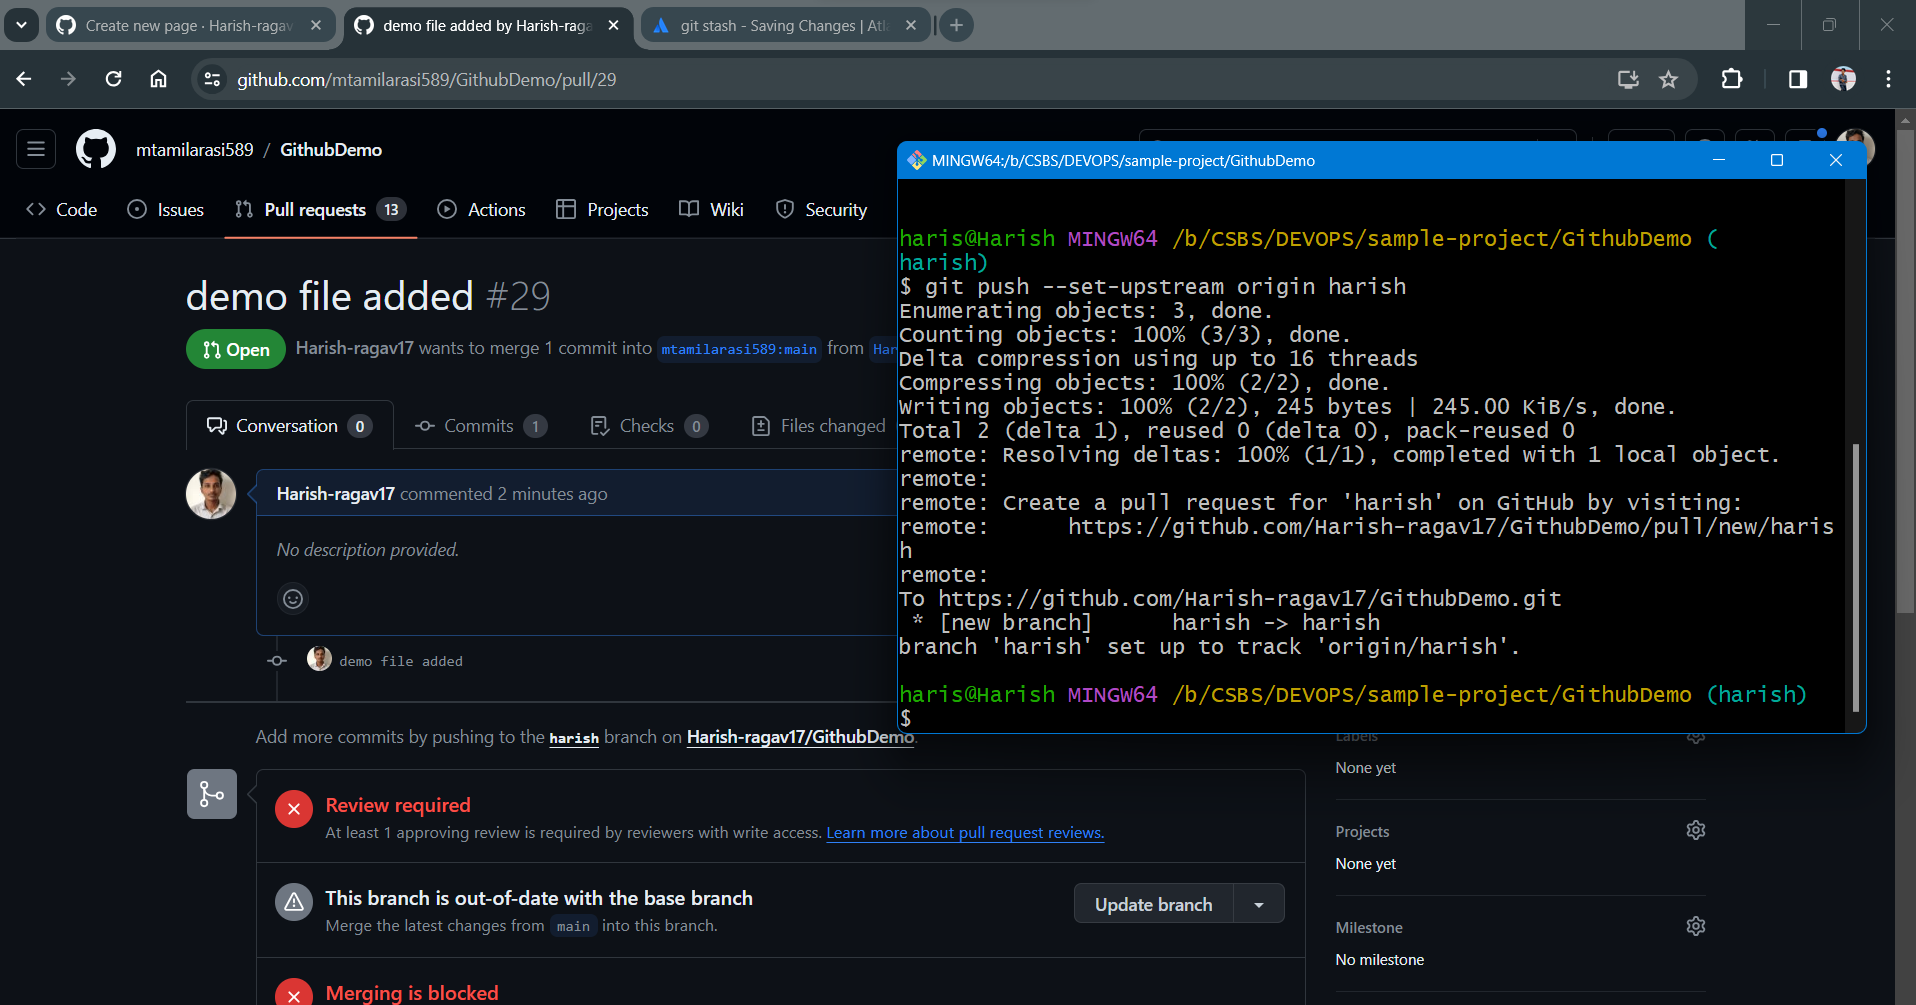 Create new page · Harish-ragav
demo file added by Harish-raga
git stash - Saving Changes | Atl
github.com/mtamilarasi589/GithubDemo/pull/29
mtamilarasi589 / GithubDemo
Code
Issues
Pull requests 13
Actions
Projects
Wiki
Security
demo file added #29
Open
Harish-ragav17 wants to merge 1 commit into mtamilarasi589:main from Har
Conversation 0
Commits 1
Checks 0
Files changed
Harish-ragav17 commented 2 minutes ago
No description provided.
demo file added
Add more commits by pushing to the harish branch on Harish-ragav17/GithubDemo.
Review required
At least 1 approving review is required by reviewers with write access. Learn more about pull request reviews.
This branch is out-of-date with the base branch
Merge the latest changes from main into this branch.
Update branch
Merging is blocked
MINGW64:/b/CSBS/DEVOPS/sample-project/GithubDemo
haris@Harish MINGW64 /b/CSBS/DEVOPS/sample-project/GithubDemo (
harish)
$ git push --set-upstream origin harish
Enumerating objects: 3, done.
Counting objects: 100% (3/3), done.
Delta compression using up to 16 threads
Compressing objects: 100% (2/2), done.
Writing objects: 100% (2/2), 245 bytes | 245.00 KiB/s, done.
Total 2 (delta 1), reused 0 (delta 0), pack-reused 0
remote: Resolving deltas: 100% (1/1), completed with 1 local object.
remote:
remote: Create a pull request for 'harish' on GitHub by visiting:
remote:      https://github.com/Harish-ragav17/GithubDemo/pull/new/haris
h
remote:
To https://github.com/Harish-ragav17/GithubDemo.git
 * [new branch]      harish -> harish
branch 'harish' set up to track 'origin/harish'.
haris@Harish MINGW64 /b/CSBS/DEVOPS/sample-project/GithubDemo (harish)
$
Labels
None yet
Projects
None yet
Milestone
No milestone